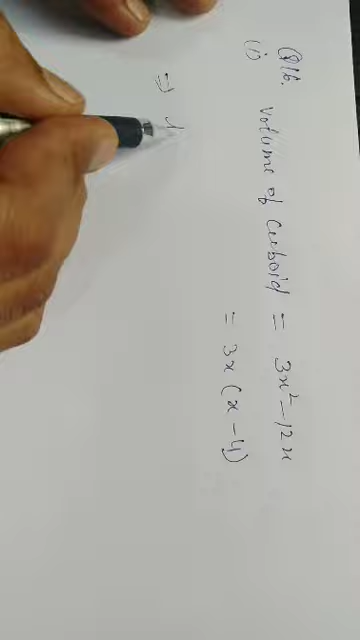 Q16.
(i) Volume of cuboid = 3x² - 12x
= 3x (x - 4)
⇒